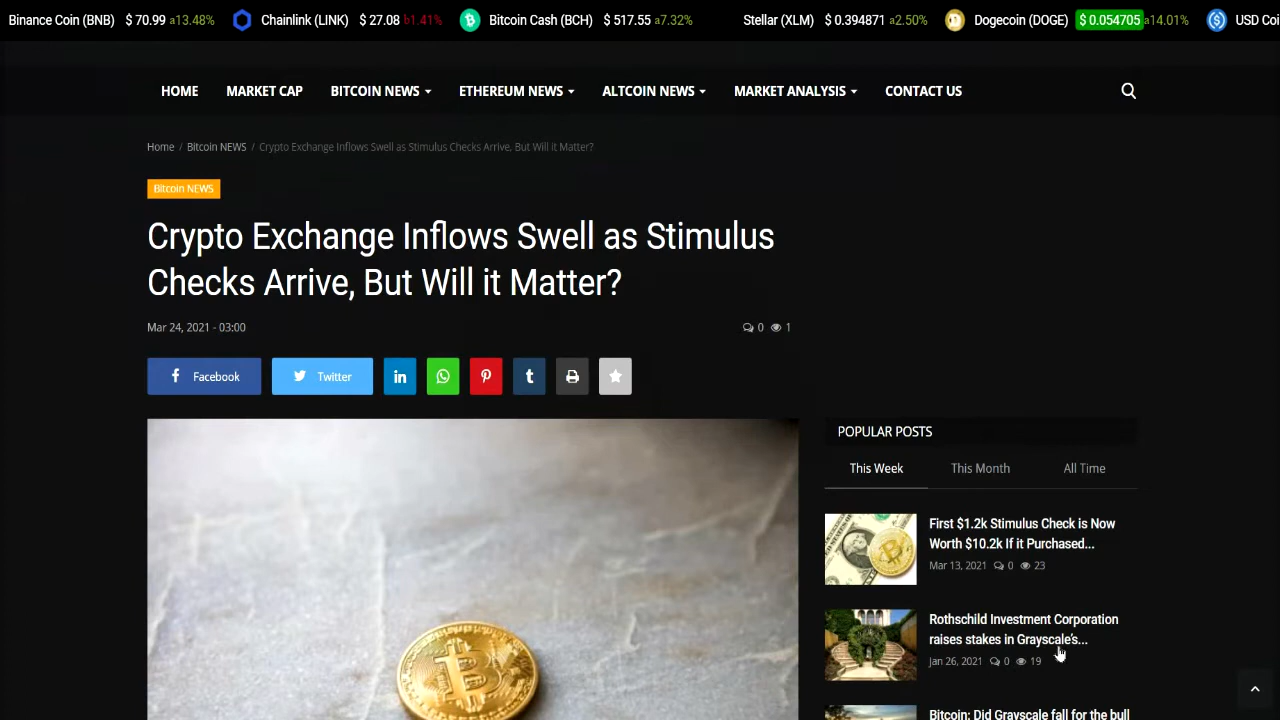 Binance Coin (BNB) $ 70.99 a13.48% Chainlink (LINK) $ 27.08 b1.41% Bitcoin Cash (BCH) $ 517.55 a7.32% Stellar (XLM) $ 0.394871 a2.50% Dogecoin (DOGE) $ 0.054705 a14.01% USD Coi
HOME MARKET CAP BITCOIN NEWS ETHEREUM NEWS ALTCOIN NEWS MARKET ANALYSIS CONTACT US
Home / Bitcoin NEWS / Crypto Exchange Inflows Swell as Stimulus Checks Arrive, But Will it Matter?
Bitcoin NEWS
Crypto Exchange Inflows Swell as Stimulus
Checks Arrive, But Will it Matter?
Mar 24, 2021 - 03:00 0 1
Facebook Twitter
POPULAR POSTS
This Week This Month All Time
First $1.2k Stimulus Check is Now
Worth $10.2k If it Purchased...
Mar 13, 2021 0 23
Rothschild Investment Corporation
raises stakes in Grayscale's...
Jan 26, 2021 0 19
Bitcoin: Did Grayscale fall for the bull